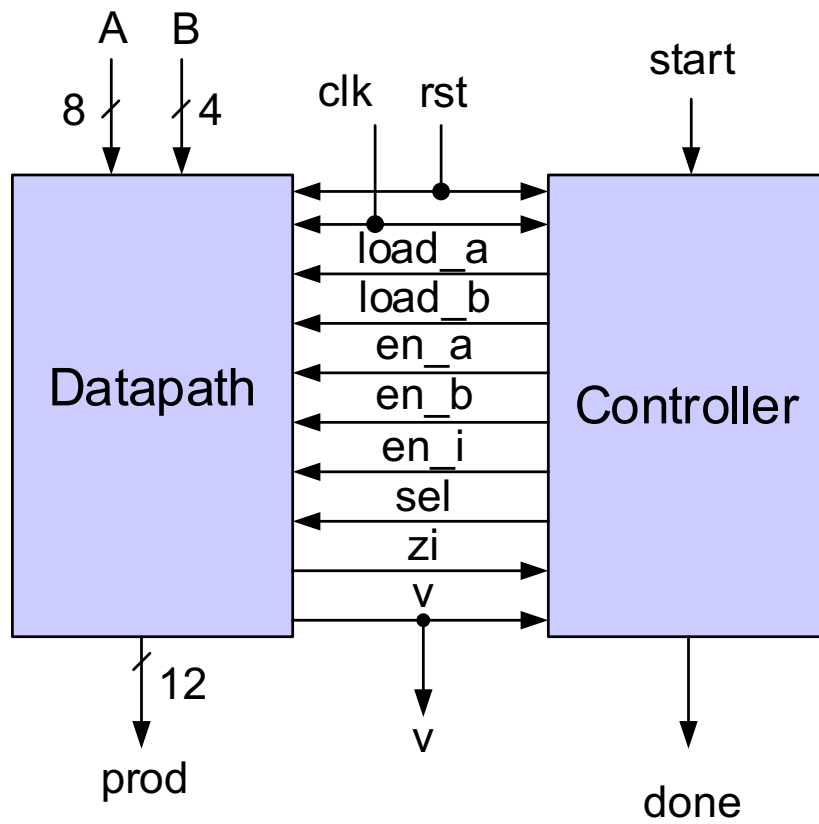 A B
start
clk rst
8 4
load_a
load_b
en_a
Datapath
Controller
en_b
en_i
sel
zi
v
12
v
prod
done